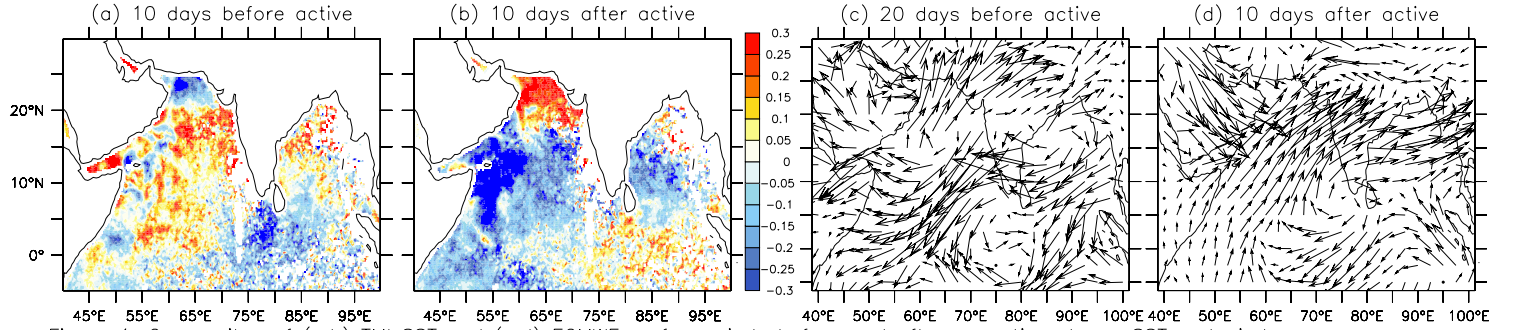 (a) 10 days before active
(b) 10 days after active
(c) 20 days before active
(d) 10 days after active
20°N
10°N
0°
45°E 55°E 65°E 75°E 85°E 95°E
45°E 55°E 65°E 75°E 85°E 95°E
0.3
0.25
0.2
0.15
0.1
0.05
0
−0.05
−0.1
−0.15
−0.2
−0.25
−0.3
40°E 50°E 60°E 70°E 80°E 90°E 100°E
40°E 50°E 60°E 70°E 80°E 90°E 100°E